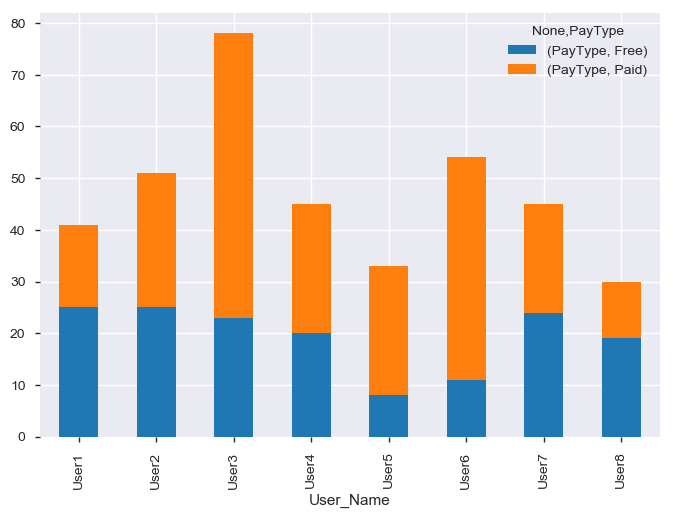 80
70
60
50
40
30
20
10
0
None,PayType
(PayType, Free)
(PayType, Paid)
User1
User2
User3
User4
User5
User6
User7
User8
User_Name